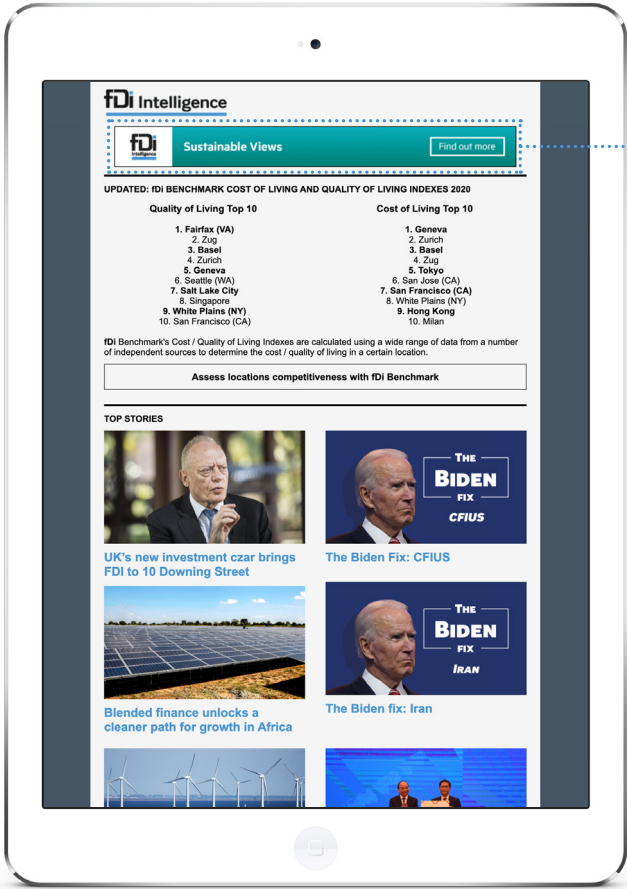 fDi Intelligence
fDi
Intelligence
Sustainable Views
Find out more
UPDATED: fDi BENCHMARK COST OF LIVING AND QUALITY OF LIVING INDEXES 2020
Quality of Living Top 10
1. Fairfax (VA)
2. Zug
3. Basel
4. Zurich
5. Geneva
6. Seattle (WA)
7. Salt Lake City
8. Singapore
9. White Plains (NY)
10. San Francisco (CA)
Cost of Living Top 10
1. Geneva
2. Zurich
3. Basel
4. Zug
5. Tokyo
6. San Jose (CA)
7. San Francisco (CA)
8. White Plains (NY)
9. Hong Kong
10. Milan
fDi Benchmark's Cost / Quality of Living Indexes are calculated using a wide range of data from a number
of independent sources to determine the cost / quality of living in a certain location.
Assess locations competitiveness with fDi Benchmark
TOP STORIES
UK's new investment czar brings
FDI to 10 Downing Street
THE
BIDEN
FIX
CFIUS
The Biden Fix: CFIUS
Blended finance unlocks a
cleaner path for growth in Africa
THE
BIDEN
FIX
IRAN
The Biden fix: Iran